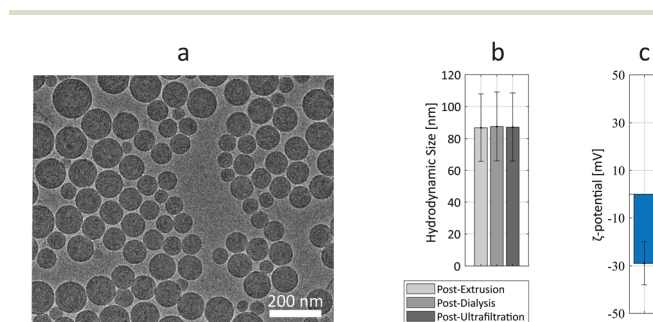 a
200 nm
b
Hydrodynamic Size [nm]
120
100
80
60
40
20
0
Post-Extrusion
Post-Dialysis
Post-Ultrafiltration
c
ζ-potential [mV]
50
30
10
-10
-30
-50